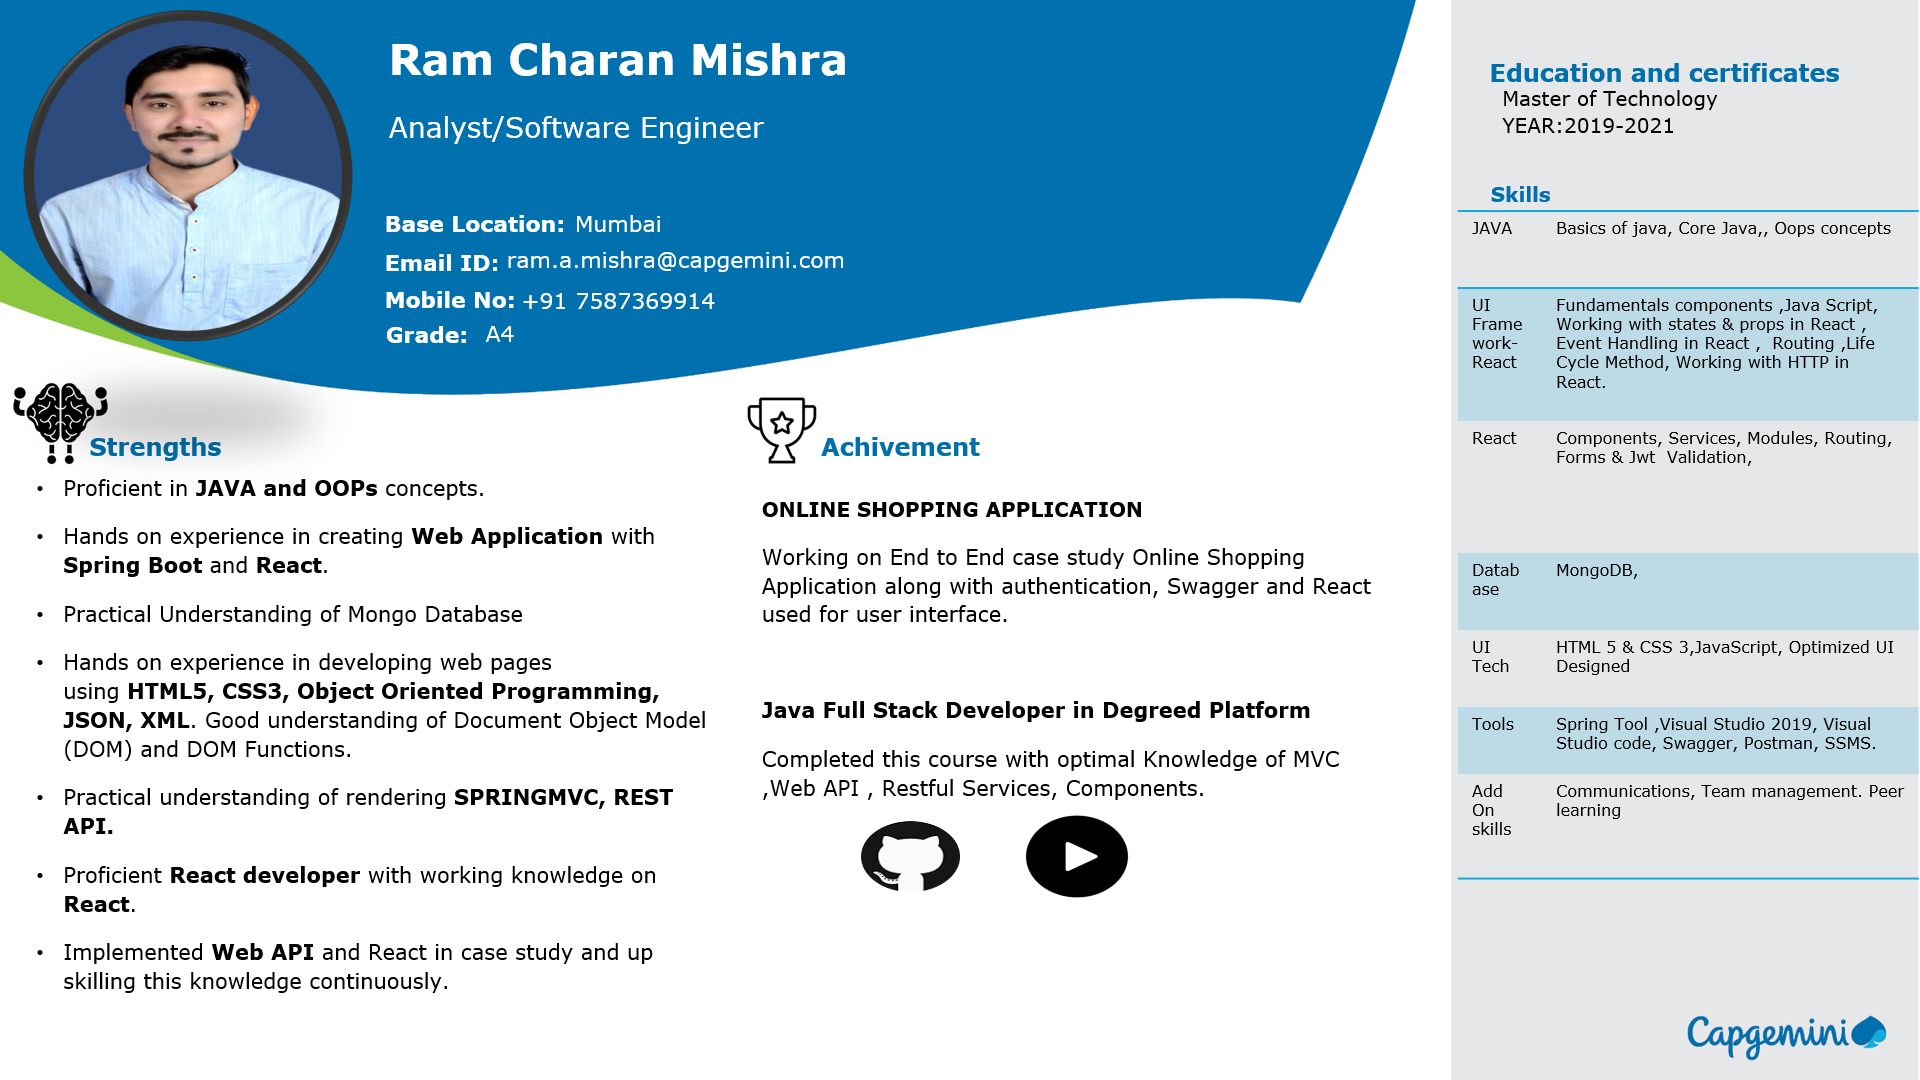 Ram Charan Mishra
Analyst/Software Engineer
Base Location: Mumbai
Email ID: ram.a.mishra@capgemini.com
Mobile No: +91 7587369914
Grade: A4
Strengths
• Proficient in JAVA and OOPs concepts.
• Hands on experience in creating Web Application with
Spring Boot and React.
• Practical Understanding of Mongo Database
• Hands on experience in developing web pages
using HTML5, CSS3, Object Oriented Programming,
JSON, XML. Good understanding of Document Object Model
(DOM) and DOM Functions.
• Practical understanding of rendering SPRINGMVC, REST
API.
• Proficient React developer with working knowledge on
React.
• Implemented Web API and React in case study and up
skilling this knowledge continuously.
Achivement
ONLINE SHOPPING APPLICATION
Working on End to End case study Online Shopping
Application along with authentication, Swagger and React
used for user interface.
Java Full Stack Developer in Degreed Platform
Completed this course with optimal Knowledge of MVC
,Web API , Restful Services, Components.
Education and certificates
Master of Technology
YEAR:2019-2021
Skills
JAVA
Basics of java, Core Java,, Oops concepts
UI
Frame
work-
React
Fundamentals components ,Java Script,
Working with states & props in React ,
Event Handling in React , Routing ,Life
Cycle Method, Working with HTTP in
React.
React
Components, Services, Modules, Routing,
Forms & Jwt Validation,
Datab
ase
MongoDB,
UI
Tech
HTML 5 & CSS 3,JavaScript, Optimized UI
Designed
Tools
Spring Tool ,Visual Studio 2019, Visual
Studio code, Swagger, Postman, SSMS.
Add
On
skills
Communications, Team management. Peer
learning
Capgemini